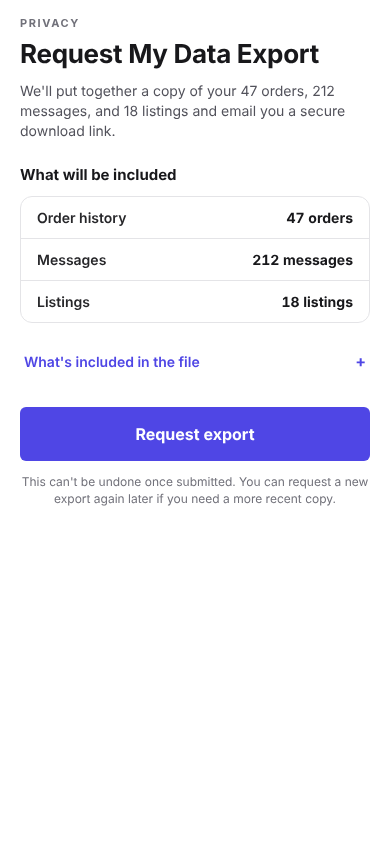 PRIVACY
Request My Data Export
We'll put together a copy of your 47 orders, 212
messages, and 18 listings and email you a secure
download link.
What will be included
Order history 47 orders
Messages 212 messages
Listings 18 listings
What's included in the file +
Request export
This can't be undone once submitted. You can request a new
export again later if you need a more recent copy.